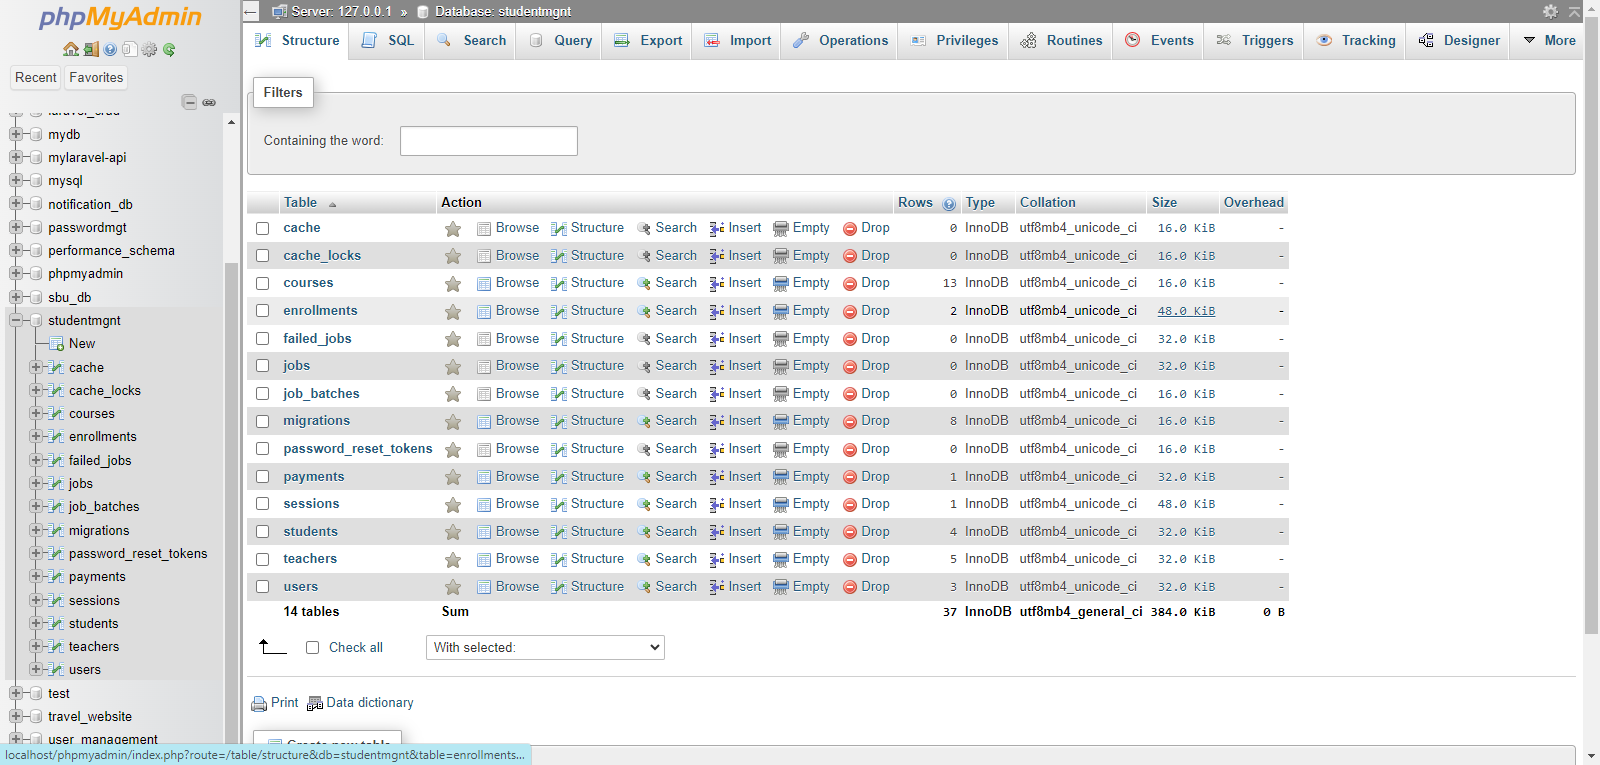 phpMyAdmin
Recent Favorites
mydb
mylaravel-api
mysql
notification_db
passwordmgt
performance_schema
phpmyadmin
sbu_db
studentmgnt
New
cache
cache_locks
courses
enrollments
failed_jobs
jobs
job_batches
migrations
password_reset_tokens
payments
sessions
students
teachers
users
test
travel_website
user_management
Server: 127.0.0.1 » Database: studentmgnt
Structure SQL Search Query Export Import Operations Privileges Routines Events Triggers Tracking Designer More
Filters
Containing the word:
Table Action Rows Type Collation Size Overhead
cache Browse Structure Search Insert Empty Drop 0 InnoDB utf8mb4_unicode_ci 16.0 KiB -
cache_locks Browse Structure Search Insert Empty Drop 0 InnoDB utf8mb4_unicode_ci 16.0 KiB -
courses Browse Structure Search Insert Empty Drop 13 InnoDB utf8mb4_unicode_ci 16.0 KiB -
enrollments Browse Structure Search Insert Empty Drop 2 InnoDB utf8mb4_unicode_ci 48.0 KiB -
failed_jobs Browse Structure Search Insert Empty Drop 0 InnoDB utf8mb4_unicode_ci 32.0 KiB -
jobs Browse Structure Search Insert Empty Drop 0 InnoDB utf8mb4_unicode_ci 32.0 KiB -
job_batches Browse Structure Search Insert Empty Drop 0 InnoDB utf8mb4_unicode_ci 16.0 KiB -
migrations Browse Structure Search Insert Empty Drop 8 InnoDB utf8mb4_unicode_ci 16.0 KiB -
password_reset_tokens Browse Structure Search Insert Empty Drop 0 InnoDB utf8mb4_unicode_ci 16.0 KiB -
payments Browse Structure Search Insert Empty Drop 1 InnoDB utf8mb4_unicode_ci 32.0 KiB -
sessions Browse Structure Search Insert Empty Drop 1 InnoDB utf8mb4_unicode_ci 48.0 KiB -
students Browse Structure Search Insert Empty Drop 4 InnoDB utf8mb4_unicode_ci 32.0 KiB -
teachers Browse Structure Search Insert Empty Drop 5 InnoDB utf8mb4_unicode_ci 32.0 KiB -
users Browse Structure Search Insert Empty Drop 3 InnoDB utf8mb4_unicode_ci 32.0 KiB -
14 tables Sum 37 InnoDB utf8mb4_general_ci 384.0 KiB 0 B
Check all With selected:
Print Data dictionary
Create new table
localhost/phpmyadmin/index.php?route=/table/structure&db=studentmgnt&table=enrollments...